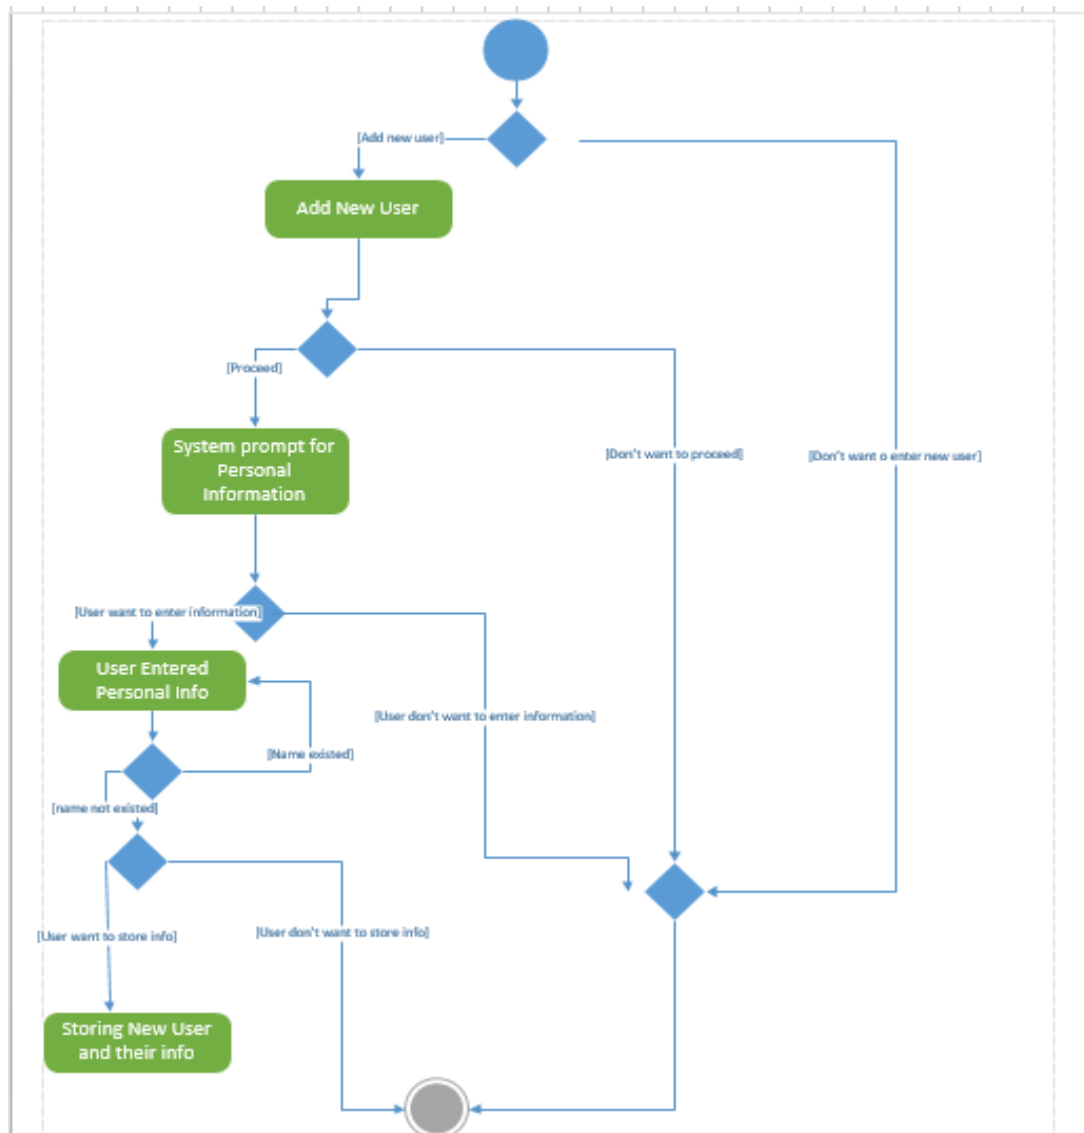 [Add new user]
Add New User
[Proceed]
System prompt for
Personal
Information
[Don't want to proceed]
[Don't want o enter new user]
[User want to enter information]
User Entered
Personal Info
[User don't want to enter information]
[Name existed]
[name not existed]
[User want to store info]
[User don't want to store info]
Storing New User
and their info